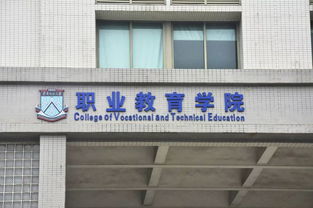 职业教育学院
College Of Vocational and Technical Education